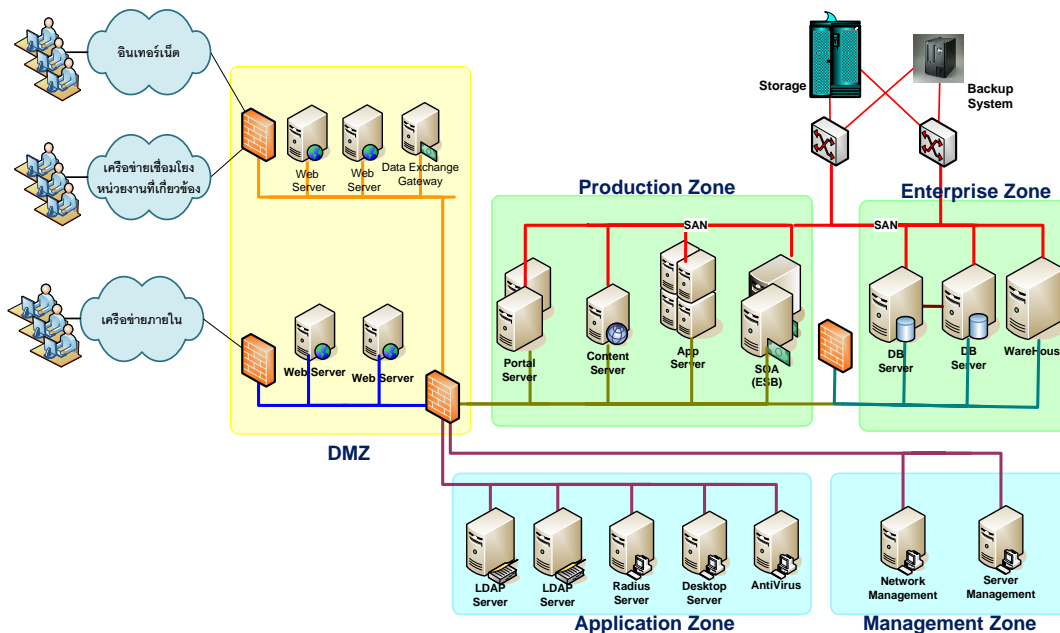 อินเทอร์เน็ต
เครือข่ายเชื่อมโยง
หน่วยงานที่เกี่ยวข้อง
เครือข่ายภายใน
Web
Server
Web
Server
Data Exchange
Gateway
Web Server
Web Server
DMZ
Storage
Backup
System
Production Zone
Enterprise Zone
SAN
SAN
Portal
Server
Content
Server
App
Server
SOA
(ESB)
DB
Server
DB
Server
WareHous
LDAP
Server
LDAP
Server
Radius
Server
Desktop
Server
AntiVirus
Application Zone
Network
Management
Server
Management
Management Zone